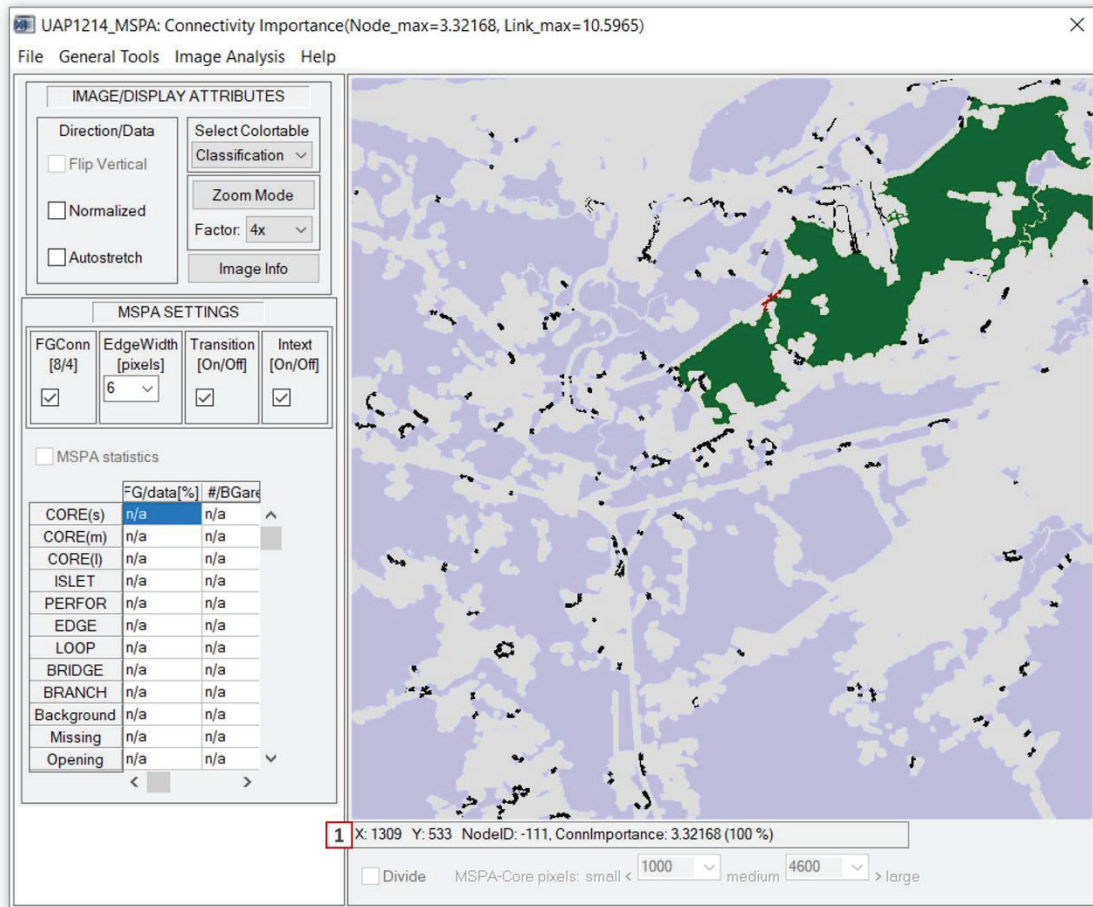 UAP1214_MSPA: Connectivity Importance(Node_max=3.32168, Link_max=10.5965)
File General Tools Image Analysis Help
IMAGE/DISPLAY ATTRIBUTES
Direction/Data
Flip Vertical
Normalized
Autostretch
Select Colortable
Classification
Zoom Mode
Factor: 4x
Image Info
MSPA SETTINGS
FGConn EdgeWidth Transition Intext
[8/4] [pixels] [On/Off] [On/Off]
6
MSPA statistics
FG/data[%] #/BGare
CORE(s) n/a n/a
CORE(m) n/a n/a
CORE(l) n/a n/a
ISLET n/a n/a
PERFOR n/a n/a
EDGE n/a n/a
LOOP n/a n/a
BRIDGE n/a n/a
BRANCH n/a n/a
Background n/a n/a
Missing n/a n/a
Opening n/a n/a
1 X: 1309 Y: 533 NodeID: -111, ConnImportance: 3.32168 (100 %)
Divide MSPA-Core pixels: small < 1000 medium 4600 > large